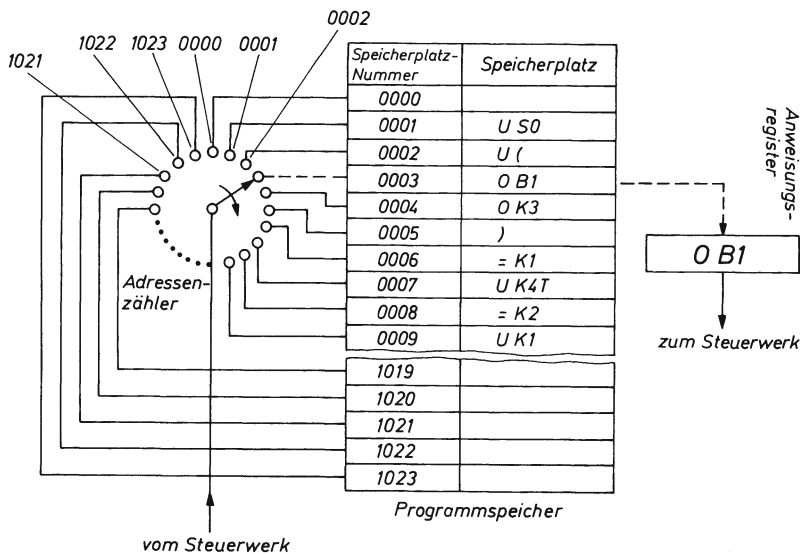 0002
1022 1023 0000 0001
1021
Speicherplatz-
Nummer
Speicherplatz
0000
0001 U S0
0002 U (
0003 O B1
0004 O K3
0005 )
0006 = K1
0007 U K4T
0008 = K2
0009 U K1
1019
1020
1021
1022
1023
Adressen-
zähler
Programmspeicher
vom Steuerwerk
Anweisungs-
register
O B1
zum Steuerwerk